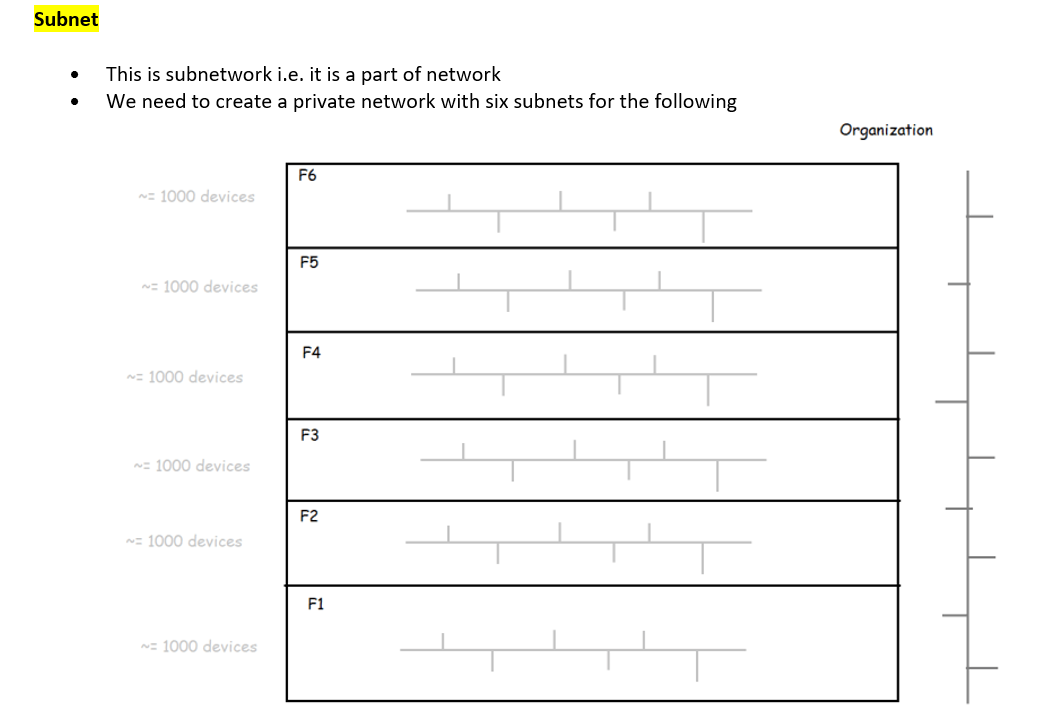 Subnet
• This is subnetwork i.e. it is a part of network
• We need to create a private network with six subnets for the following
Organization
F6
~= 1000 devices
F5
~= 1000 devices
F4
~= 1000 devices
F3
~= 1000 devices
F2
~= 1000 devices
F1
~= 1000 devices